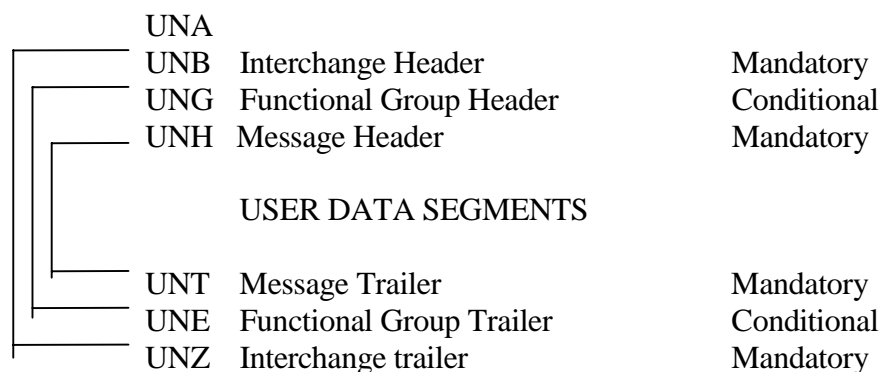 UNA
UNB Interchange Header Mandatory
UNG Functional Group Header Conditional
UNH Message Header Mandatory
USER DATA SEGMENTS
UNT Message Trailer Mandatory
UNE Functional Group Trailer Conditional
UNZ Interchange trailer Mandatory